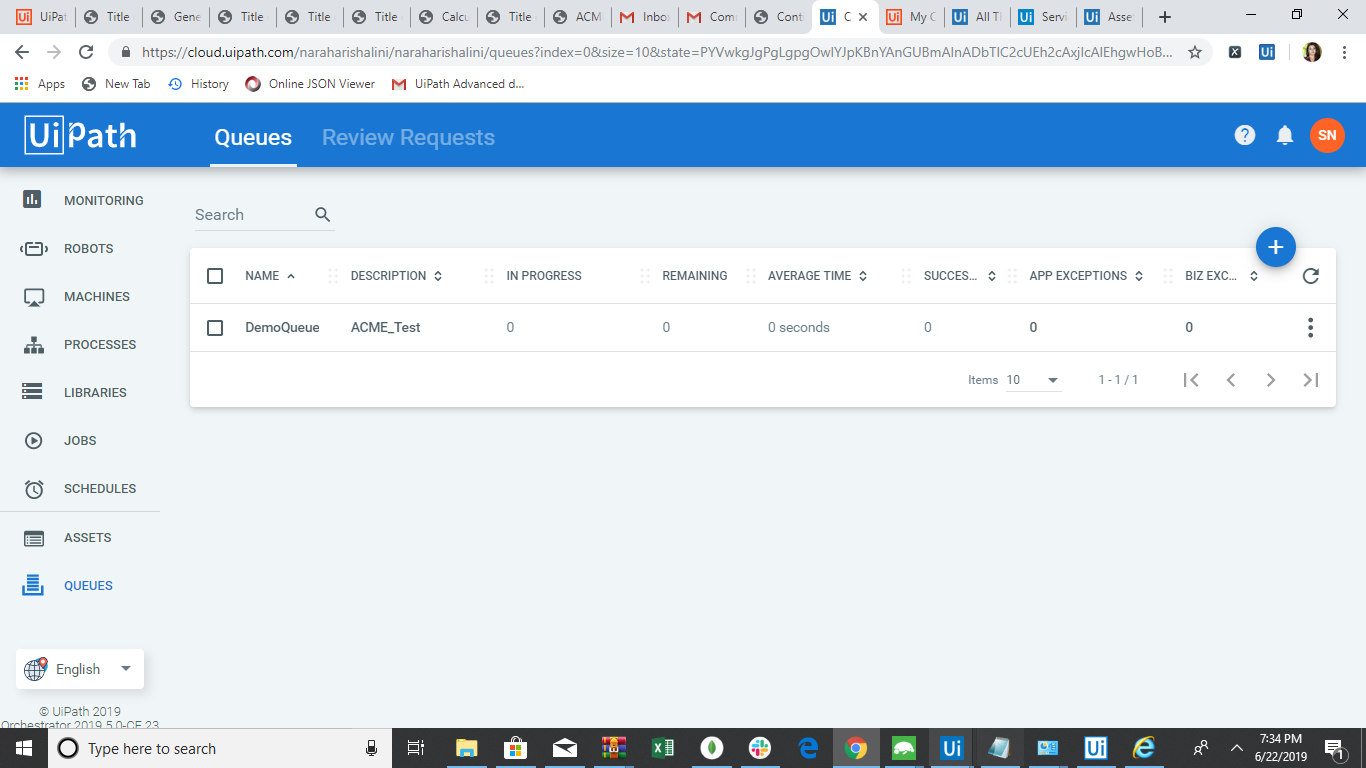 UiPat Title Gene Title Title Title Calcu Title ACM Inbo Com Cont C My C All T Servi Asse
https://cloud.uipath.com/naraharishalini/naraharishalini/queues?index=0&size=10&state=
Apps New Tab History Online JSON Viewer UiPath Advanced d...
UiPath Queues Review Requests SN
MONITORING
ROBOTS
MACHINES
PROCESSES
LIBRARIES
JOBS
SCHEDULES
ASSETS
QUEUES
Search
NAME DESCRIPTION IN PROGRESS REMAINING AVERAGE TIME SUCCES... APP EXCEPTIONS BIZ EXC...
DemoQueue ACME_Test 0 0 0 seconds 0 0 0
Items 10 1 - 1 / 1
English
© UiPath 2019
Orchestrator 2019.5.0-CE.23
Type here to search
7:34 PM
6/22/2019
1